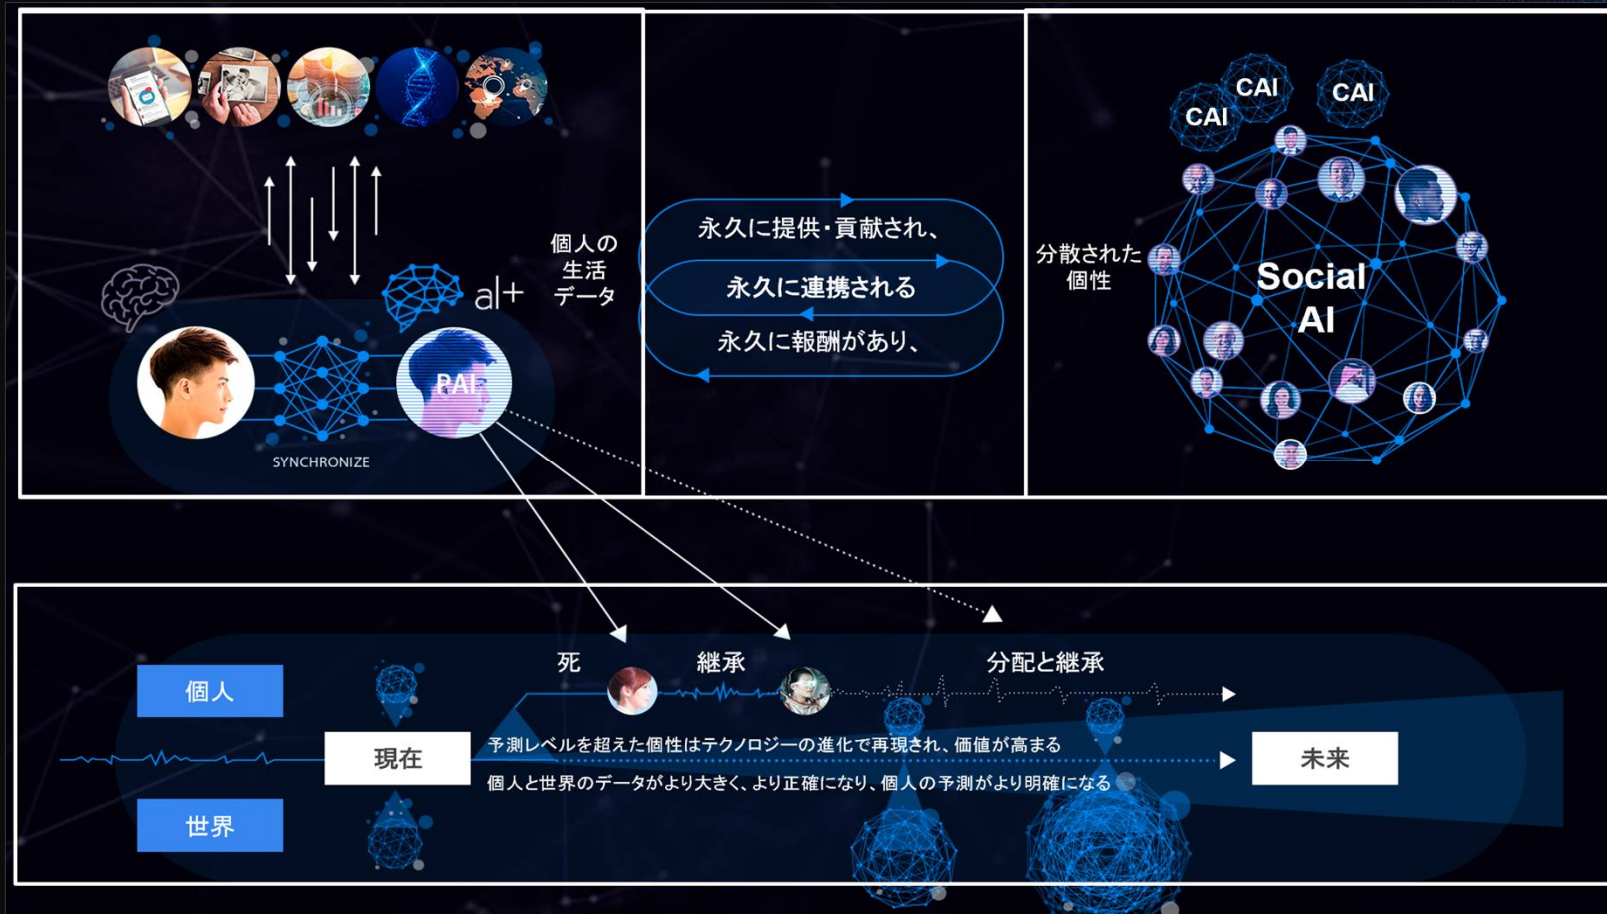 個人の
生活
データ
al+
PAI
SYNCHRONIZE
永久に提供・貢献され、
永久に連携される
永久に報酬があり、
CAI
CAI
CAI
分散された
個性
Social
AI
個人
世界
現在
死
継承
分配と継承
予測レベルを超えた個性はテクノロジーの進化で再現され、価値が高まる
個人と世界のデータがより大きく、より正確になり、個人の予測がより明確になる
未来